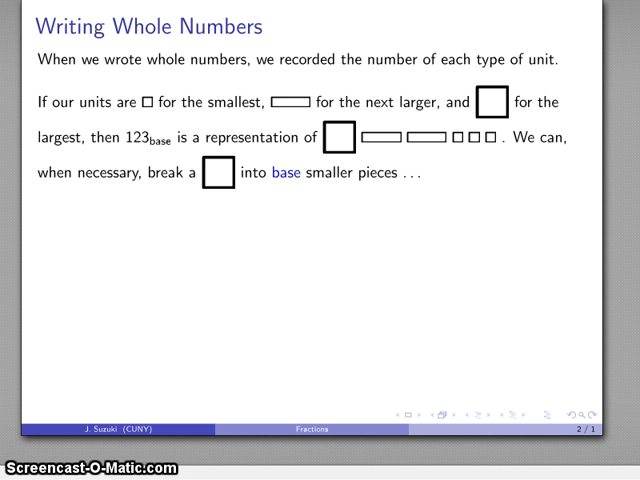 Writing Whole Numbers
When we wrote whole numbers, we recorded the number of each type of unit.
If our units are □ for the smallest, ▭ for the next larger, and □ for the
largest, then 123base is a representation of □ ▭ ▭ □ □ □ . We can,
when necessary, break a □ into base smaller pieces ...
J. Suzuki (CUNY) Fractions 2 / 1
Screencast-O-Matic.com